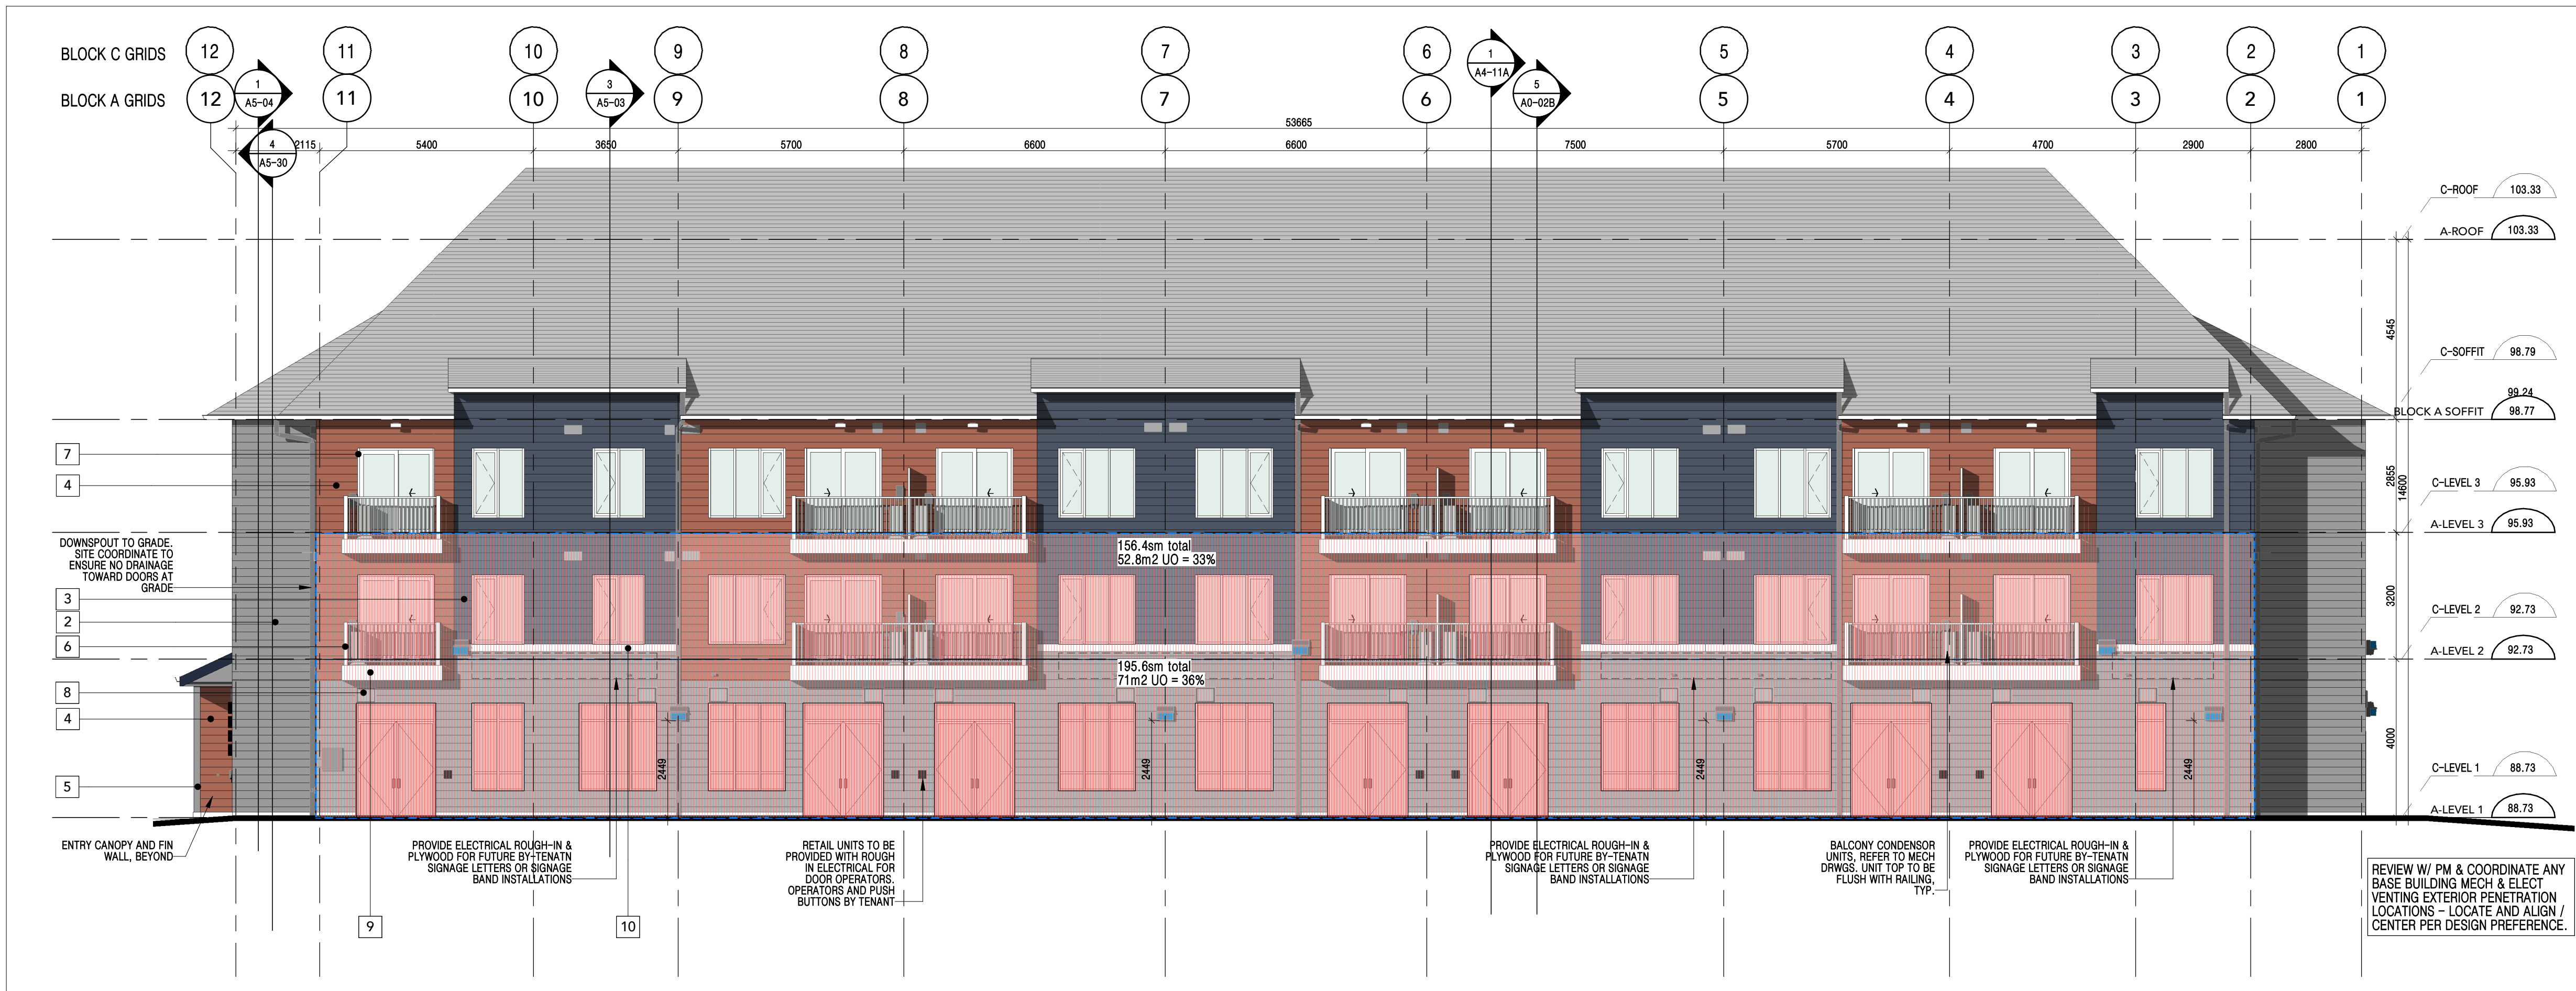 BLOCK C GRIDS
12
11
10
9
8
7
6
5
4
3
2
1
BLOCK A GRIDS
12
11
10
9
8
7
6
5
4
3
2
1
1
A5-04
3
A5-03
1
A4-11A
5
A0-02B
4
A5-30
53665
2115
5400
3650
5700
6600
6600
7500
5700
4700
2900
2800
C-ROOF 103.33
A-ROOF 103.33
4545
C-SOFFIT 98.79
99.24
BLOCK A SOFFIT 98.77
2855
14600
C-LEVEL 3 95.93
A-LEVEL 3 95.93
3200
C-LEVEL 2 92.73
A-LEVEL 2 92.73
4000
C-LEVEL 1 88.73
A-LEVEL 1 88.73
7
4
DOWNSPOUT TO GRADE.
SITE COORDINATE TO
ENSURE NO DRAINAGE
TOWARD DOORS AT
GRADE
3
2
6
8
4
5
156.4sm total
52.8m2 UO = 33%
195.6sm total
71m2 UO = 36%
2449
2449
2449
2449
ENTRY CANOPY AND FIN
WALL, BEYOND
PROVIDE ELECTRICAL ROUGH-IN &
PLYWOOD FOR FUTURE BY-TENATN
SIGNAGE LETTERS OR SIGNAGE
BAND INSTALLATIONS
RETAIL UNITS TO BE
PROVIDED WITH ROUGH
IN ELECTRICAL FOR
DOOR OPERATORS.
OPERATORS AND PUSH
BUTTONS BY TENANT
PROVIDE ELECTRICAL ROUGH-IN &
PLYWOOD FOR FUTURE BY-TENATN
SIGNAGE LETTERS OR SIGNAGE
BAND INSTALLATIONS
BALCONY CONDENSOR
UNITS, REFER TO MECH
DRWGS. UNIT TOP TO BE
FLUSH WITH RAILING,
TYP.
PROVIDE ELECTRICAL ROUGH-IN &
PLYWOOD FOR FUTURE BY-TENATN
SIGNAGE LETTERS OR SIGNAGE
BAND INSTALLATIONS
REVIEW W/ PM & COORDINATE ANY
BASE BUILDING MECH & ELECT
VENTING EXTERIOR PENETRATION
LOCATIONS - LOCATE AND ALIGN /
CENTER PER DESIGN PREFERENCE.
9
10